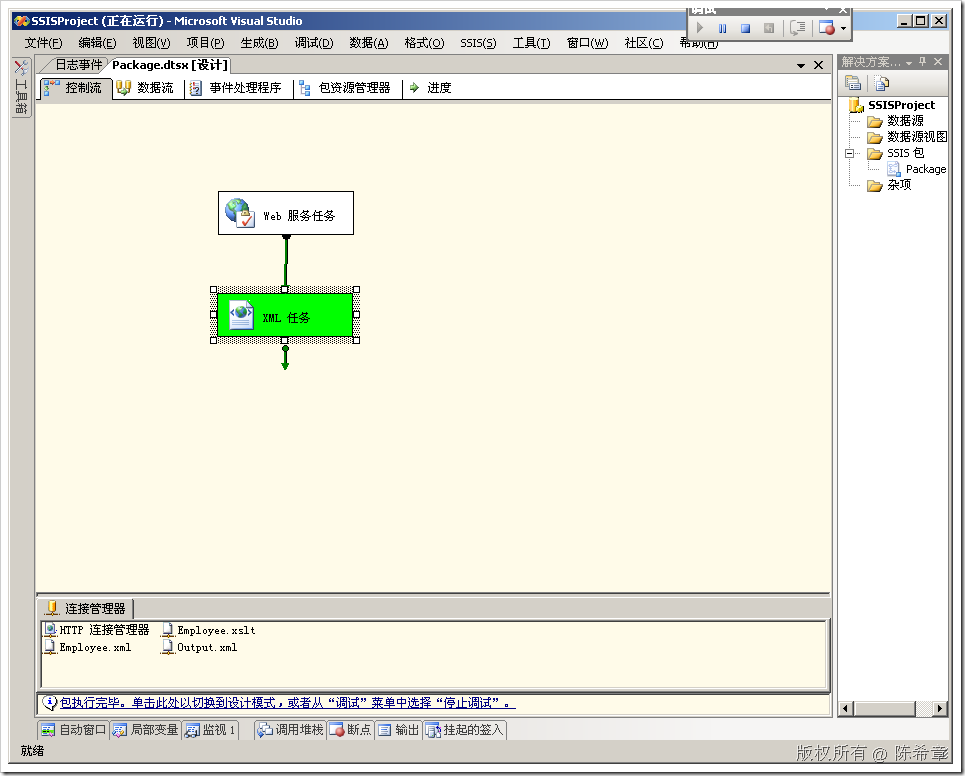 SSISProject (正在运行) - Microsoft Visual Studio
调试
文件(F) 编辑(E) 视图(V) 项目(P) 生成(B) 调试(D) 数据(A) 格式(O) SSIS(S) 工具(T) 窗口(W) 社区(C) 帮助(H)
工具箱
日志事件 Package.dtsx [设计]
控制流 数据流 事件处理程序 包资源管理器 进度
Web 服务任务
XML 任务
解决方案...
SSISProject
数据源
数据源视图
SSIS 包
Package
杂项
连接管理器
HTTP 连接管理器 Employee.xslt
Employee.xml Output.xml
包执行完毕。单击此处以切换到设计模式，或者从“调试”菜单中选择“停止调试”。
自动窗口 局部变量 监视 1 调用堆栈 断点 输出 挂起的签入
就绪
版权所有 @ 陈希章